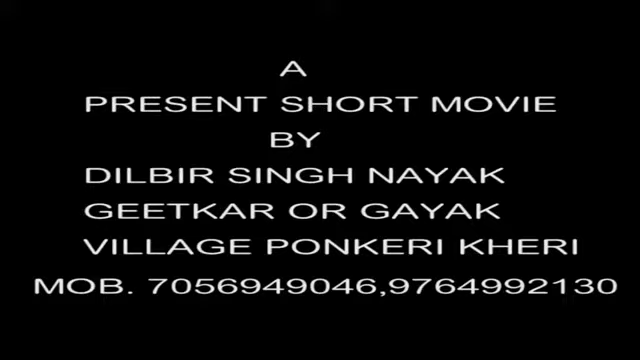 A
PRESENT SHORT MOVIE
BY
DILBIR SINGH NAYAK
GEETKAR OR GAYAK
VILLAGE PONKERI KHERI
MOB. 7056949046,9764992130